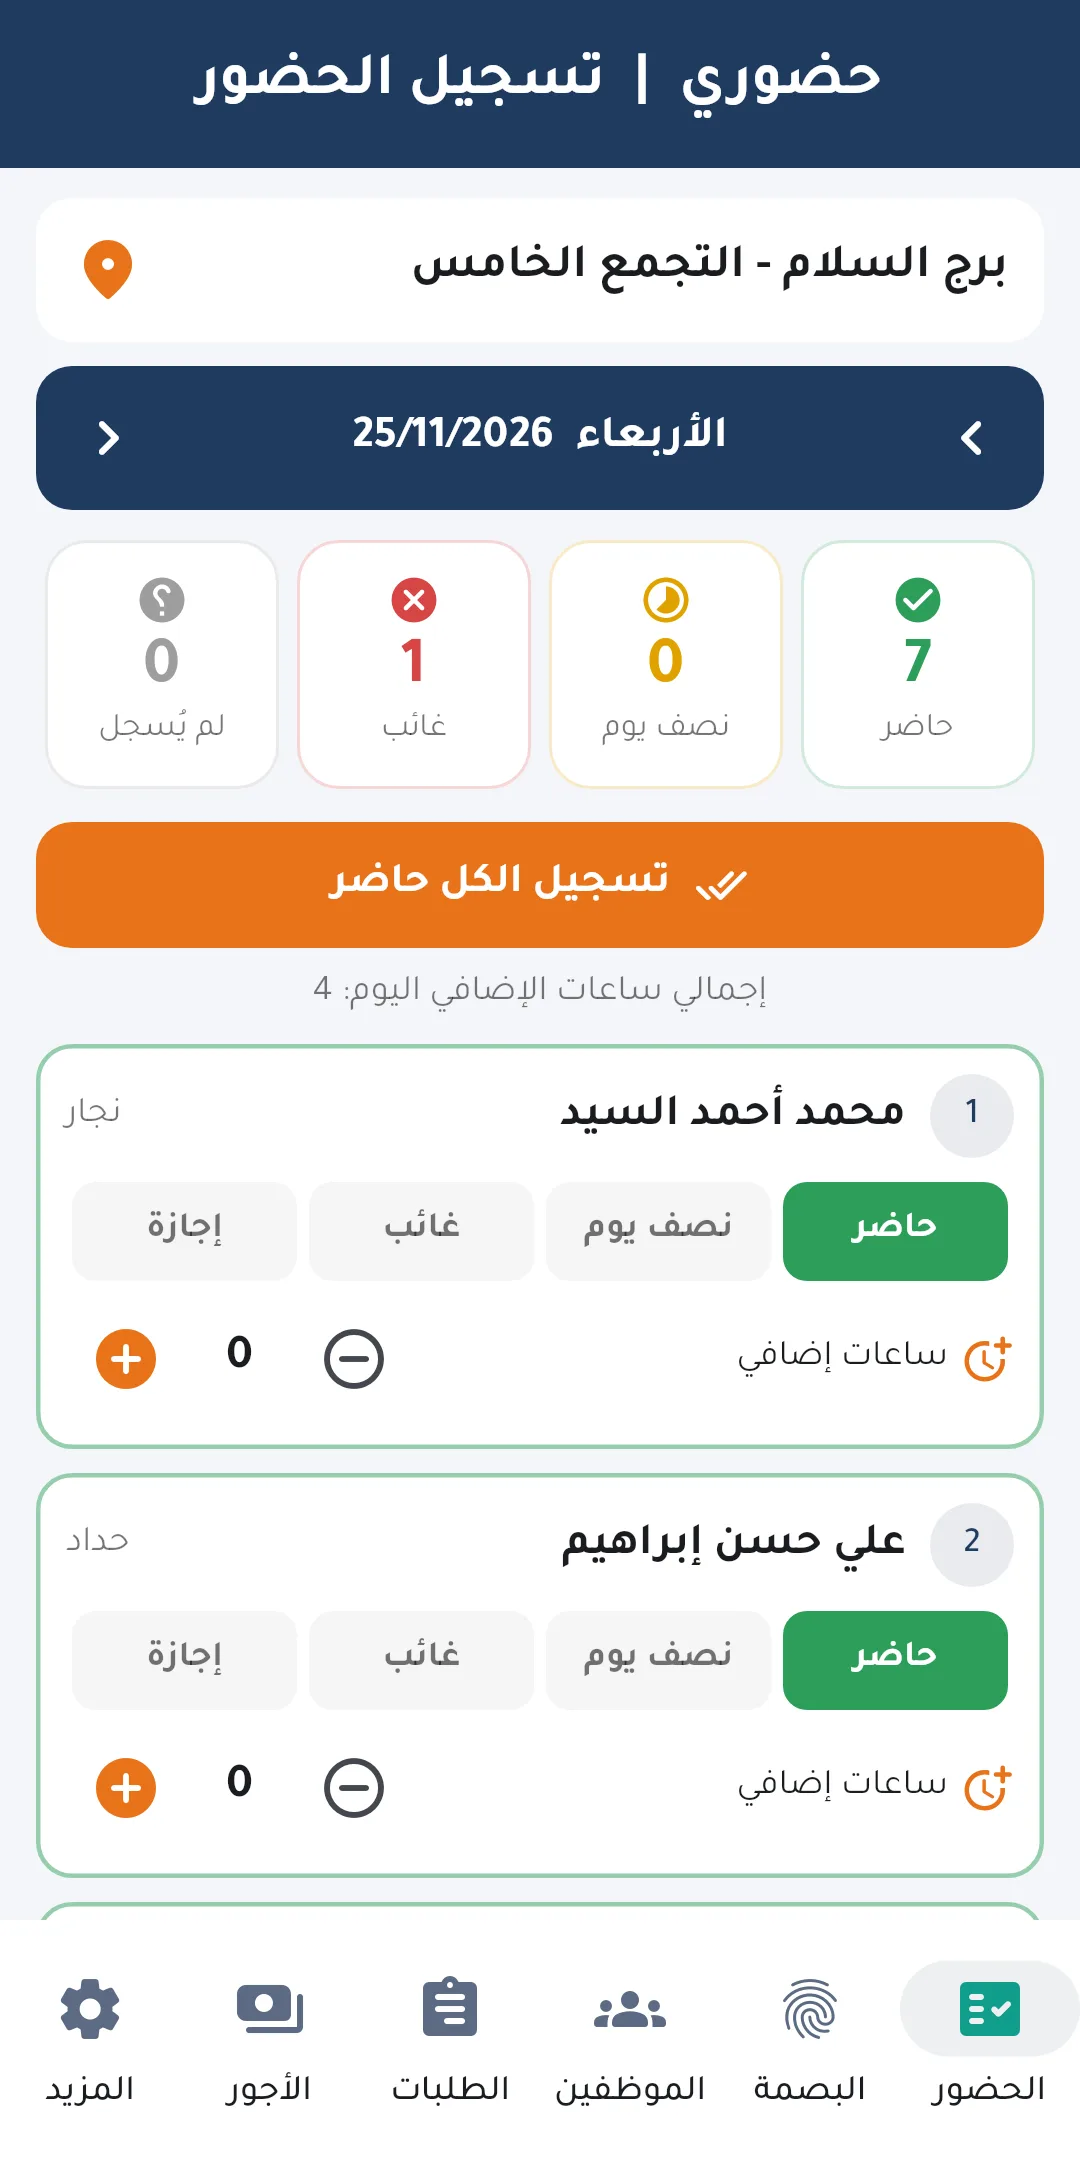 حضوري | تسجيل الحضور
برج السلام - التجمع الخامس
الأربعاء 25/11/2026
7
حاضر
0
نصف يوم
1
غائب
0
لم يُسجل
تسجيل الكل حاضر
إجمالي ساعات الإضافي اليوم: 4
1 محمد أحمد السيد نجار
حاضر نصف يوم غائب إجازة
ساعات إضافي 0
2 علي حسن إبراهيم حداد
حاضر نصف يوم غائب إجازة
ساعات إضافي 0
الحضور البصمة الموظفين الطلبات الأجور المزيد